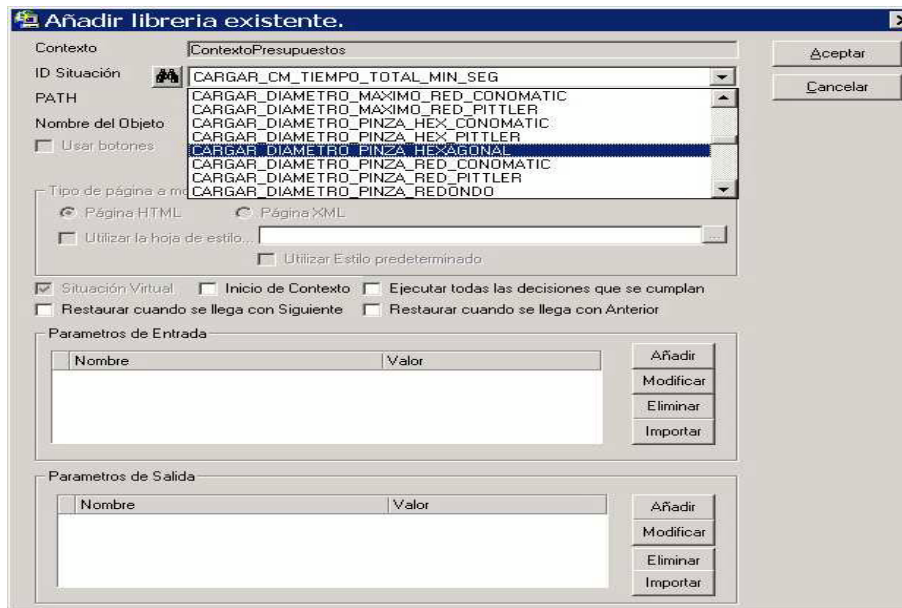 Añadir libreria existente.
Contexto ContextoPresupuestos Aceptar
ID Situación CARGAR_CM_TIEMPO_TOTAL_MIN_SEG Cancelar
PATH CARGAR_DIAMETRO_MAXIMO_RED_CONOMATIC
CARGAR_DIAMETRO_MAXIMO_RED_PITTLER
Nombre del Objeto CARGAR_DIAMETRO_PINZA_HEX_CONOMATIC
CARGAR_DIAMETRO_PINZA_HEX_PITTLER
Usar botones CARGAR_DIAMETRO_PINZA_HEXAGONAL
CARGAR_DIAMETRO_PINZA_RED_CONOMATIC
CARGAR_DIAMETRO_PINZA_RED_PITTLER
Tipo de página a mo CARGAR_DIAMETRO_PINZA_REDONDO
Página HTML Página XML
Utilizar la hoja de estilo... ...
Utilizar Estilo predeterminado
Situación Virtual Inicio de Contexto Ejecutar todas las decisiones que se cumplan
Restaurar cuando se llega con Siguiente Restaurar cuando se llega con Anterior
Parametros de Entrada
Nombre Valor Añadir
Modificar
Eliminar
Importar
Parametros de Salida
Nombre Valor Añadir
Modificar
Eliminar
Importar